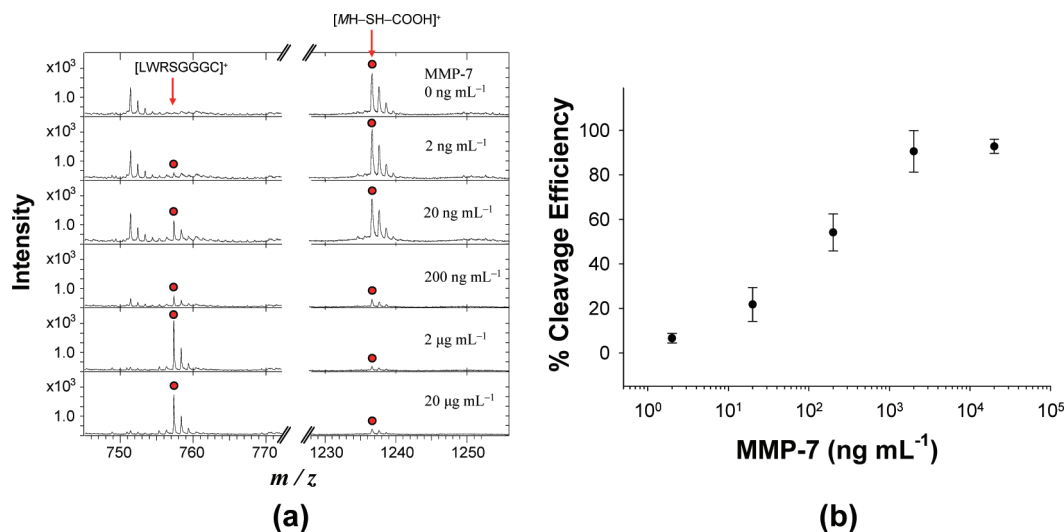 [MH–SH–COOH]⁺
[LWRSGGGC]⁺
x10³
1.0
MMP-7
0 ng mL⁻¹
x10³
1.0
2 ng mL⁻¹
x10³
1.0
20 ng mL⁻¹
x10³
1.0
200 ng mL⁻¹
x10³
1.0
2 µg mL⁻¹
x10³
1.0
20 µg mL⁻¹
Intensity
750 760 770 1230 1240 1250
m / z
(a)
% Cleavage Efficiency
100
80
60
40
20
0
10⁰ 10¹ 10² 10³ 10⁴ 10⁵
MMP-7 (ng mL⁻¹)
(b)